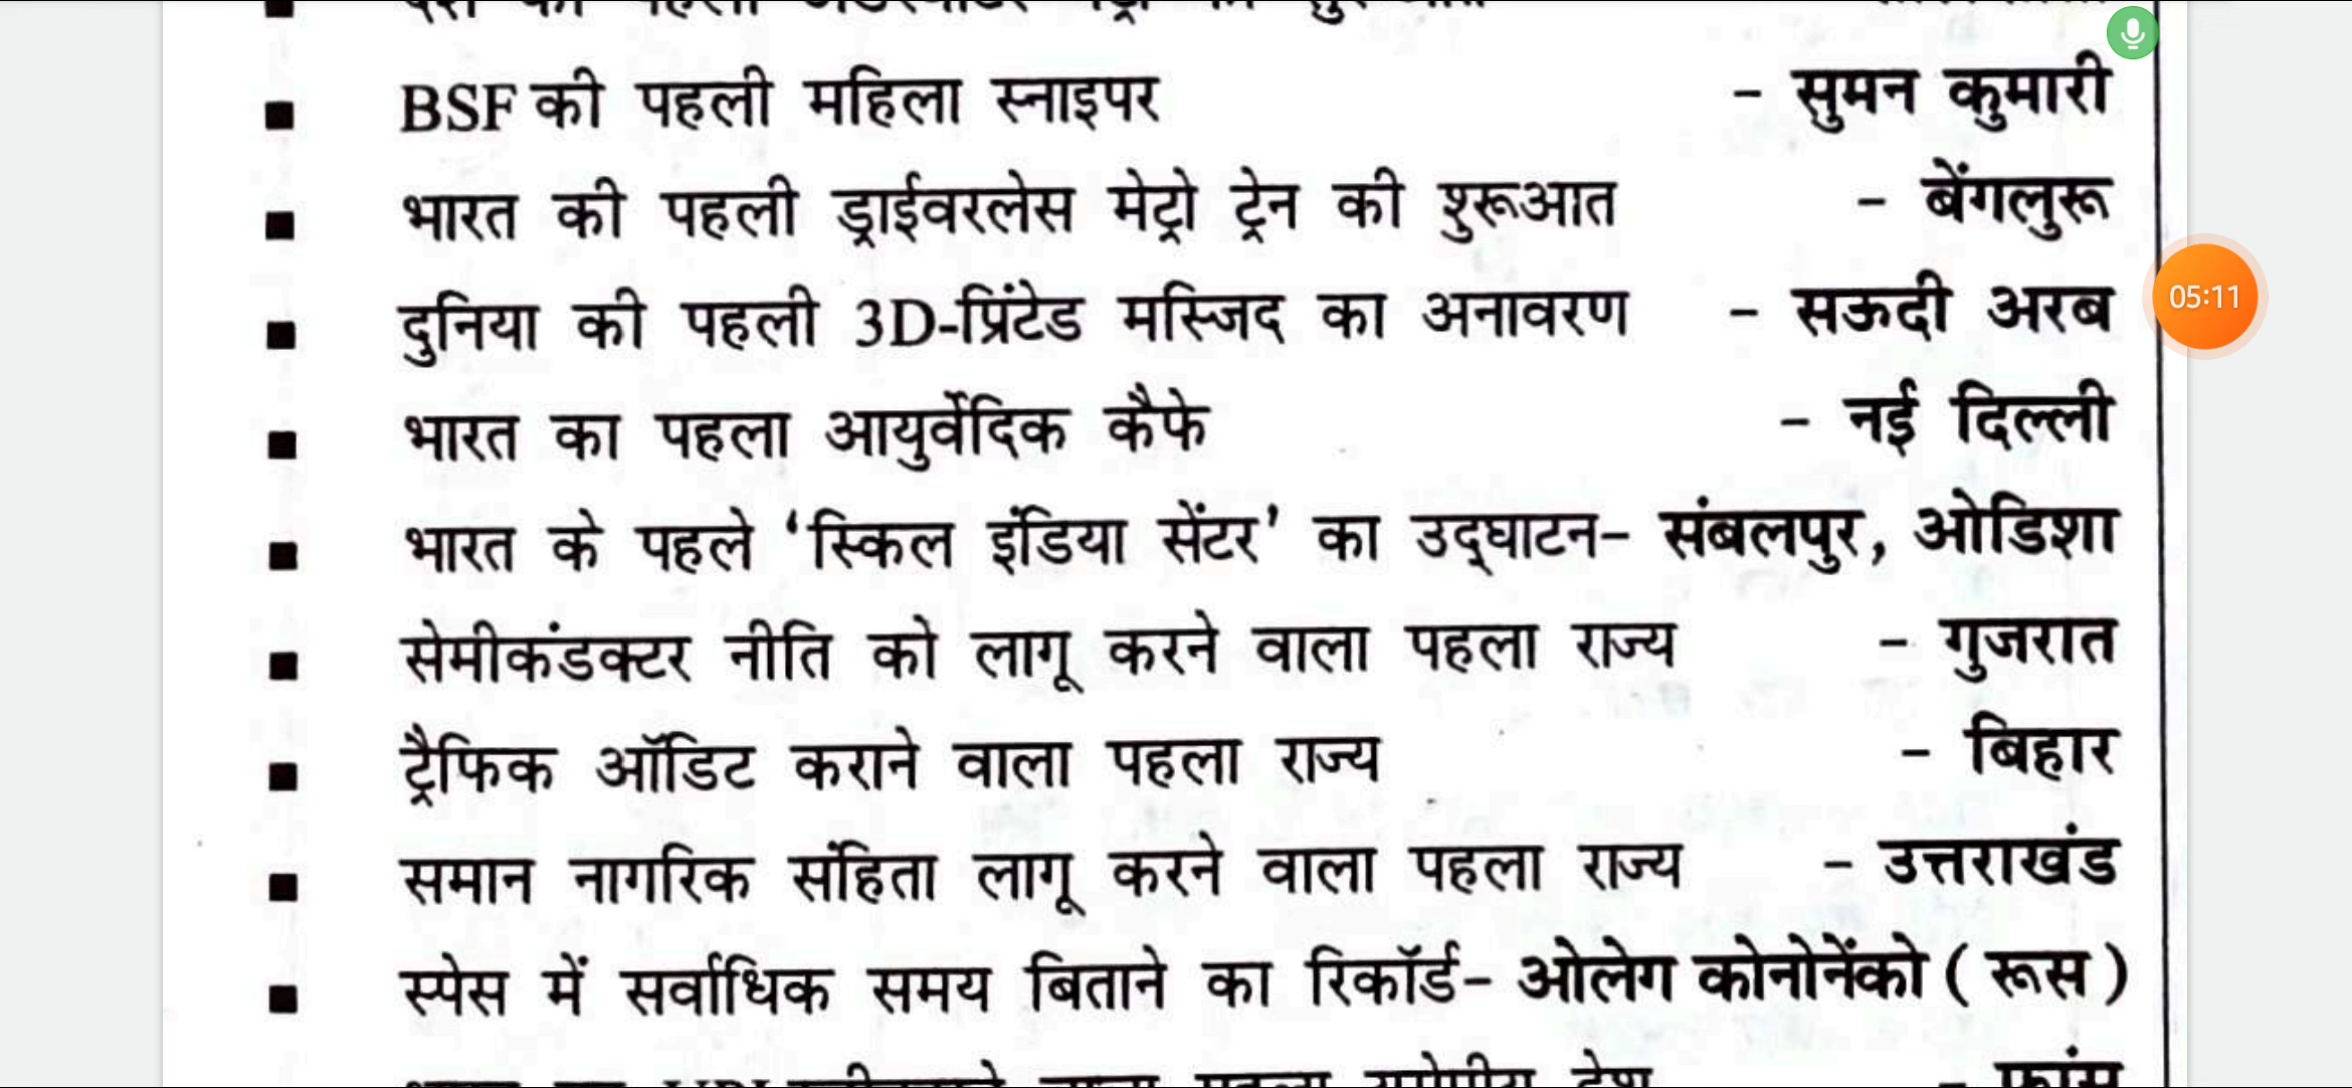 BSF की पहली महिला स्नाइपर - सुमन कुमारी
भारत की पहली ड्राईवरलेस मेट्रो ट्रेन की शुरूआत - बेंगलुरू
05:11
दुनिया की पहली 3D-प्रिंटेड मस्जिद का अनावरण - सऊदी अरब
भारत का पहला आयुर्वेदिक कैफे - नई दिल्ली
भारत के पहले ‘स्किल इंडिया सेंटर’ का उद्घाटन- संबलपुर, ओडिशा
सेमीकंडक्टर नीति को लागू करने वाला पहला राज्य - गुजरात
ट्रैफिक ऑडिट कराने वाला पहला राज्य - बिहार
समान नागरिक संहिता लागू करने वाला पहला राज्य - उत्तराखंड
स्पेस में सर्वाधिक समय बिताने का रिकॉर्ड- ओलेग कोनोनेंको ( रूस )